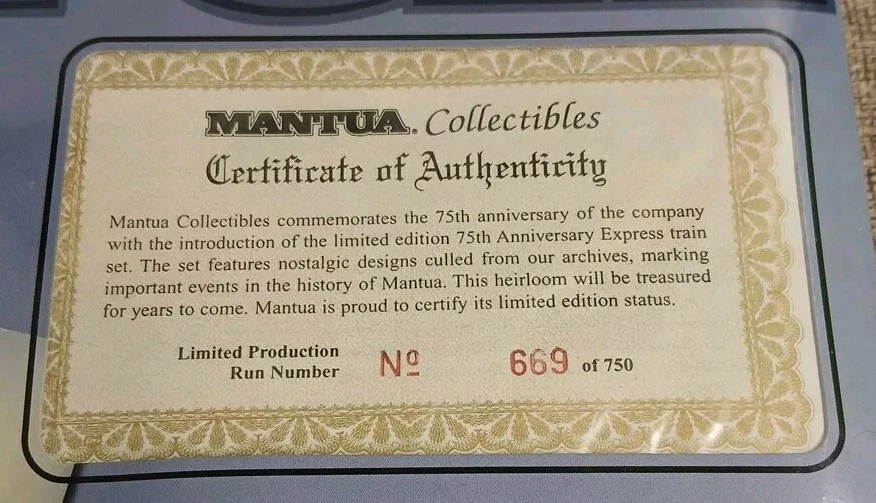 MANTUA. Collectibles
Certificate of Authenticity
Mantua Collectibles commemorates the 75th anniversary of the company
with the introduction of the limited edition 75th Anniversary Express train
set. The set features nostalgic designs culled from our archives, marking
important events in the history of Mantua. This heirloom will be treasured
for years to come. Mantua is proud to certify its limited edition status.
Limited Production
Run Number Nº 669 of 750